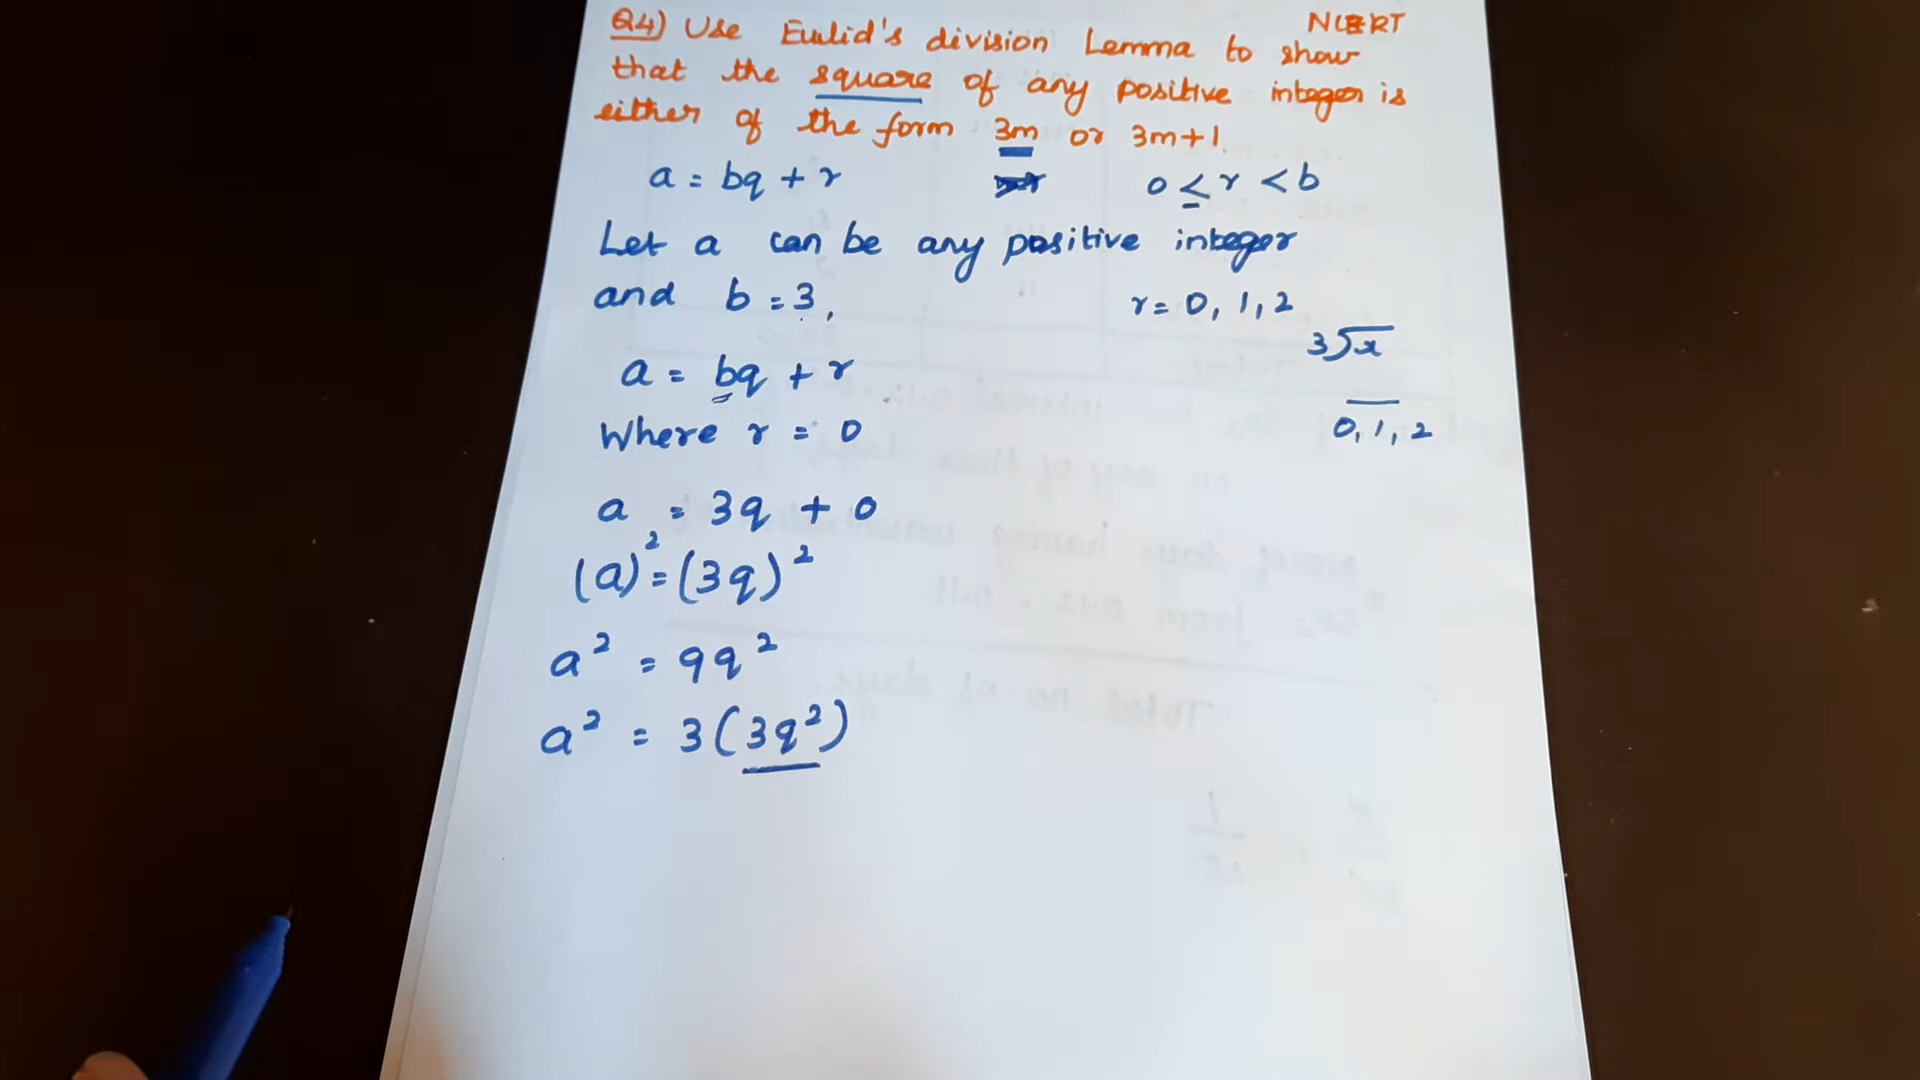 NCERT
Q4) Use Euclid's division Lemma to show
that the square of any positive integer is
either of the form 3m or 3m+1
a = bq + r 0 ≤ r < b
Let a can be any positive integer
and b = 3, r = 0, 1, 2
3√x
a = bq + r
0, 1, 2
Where r = 0
a = 3q + 0
(a)² = (3q)²
a² = 9q²
a² = 3(3q²)